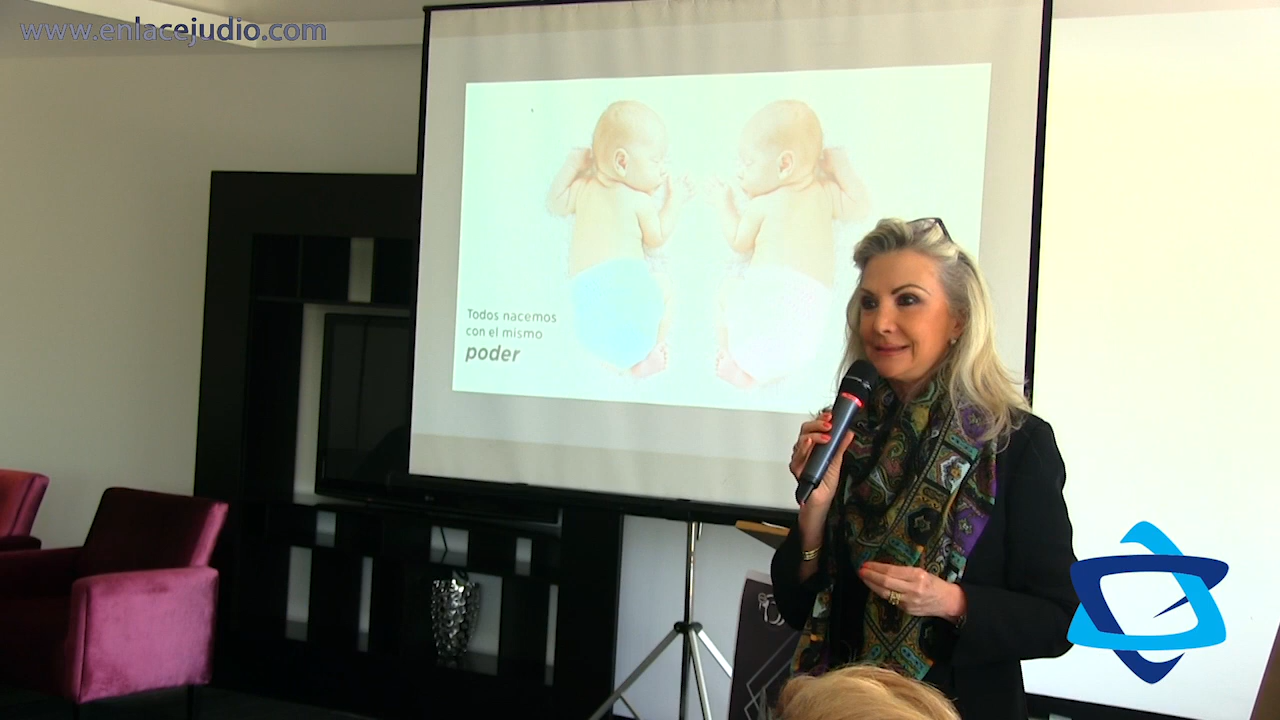 www.enlacejudio.com
Todos nacemos
con el mismo
poder